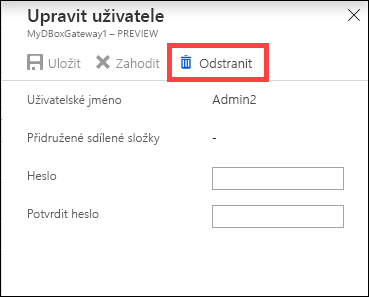 Upravit uživatele
MyDBoxGateway1 – PREVIEW
Uložit Zahodit Odstranit
Uživatelské jméno Admin2
Přidružené sdílené složky -
Heslo
Potvrdit heslo